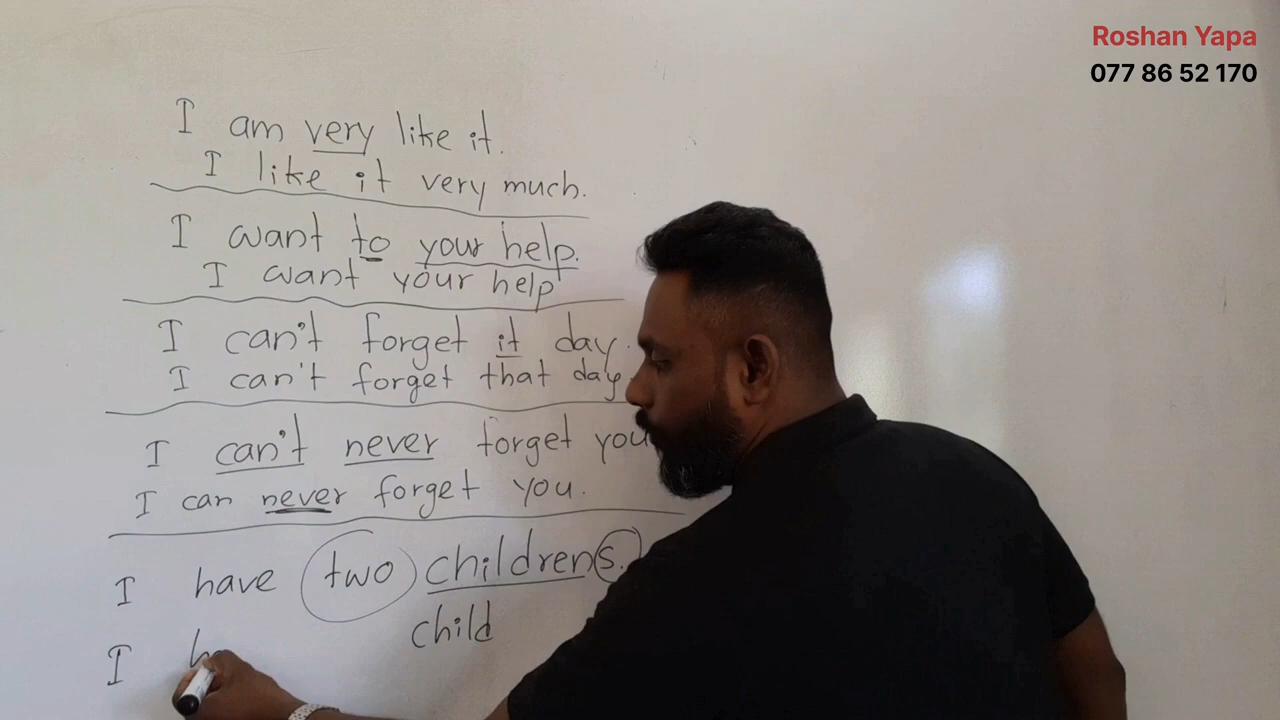 Roshan Yapa
077 86 52 170
I am very like it.
I like it very much.
I want to your help.
I want your help
I can't forget it day.
I can't forget that day
I can't never forget you
I can never forget you.
I have two childrens.
child
I ha